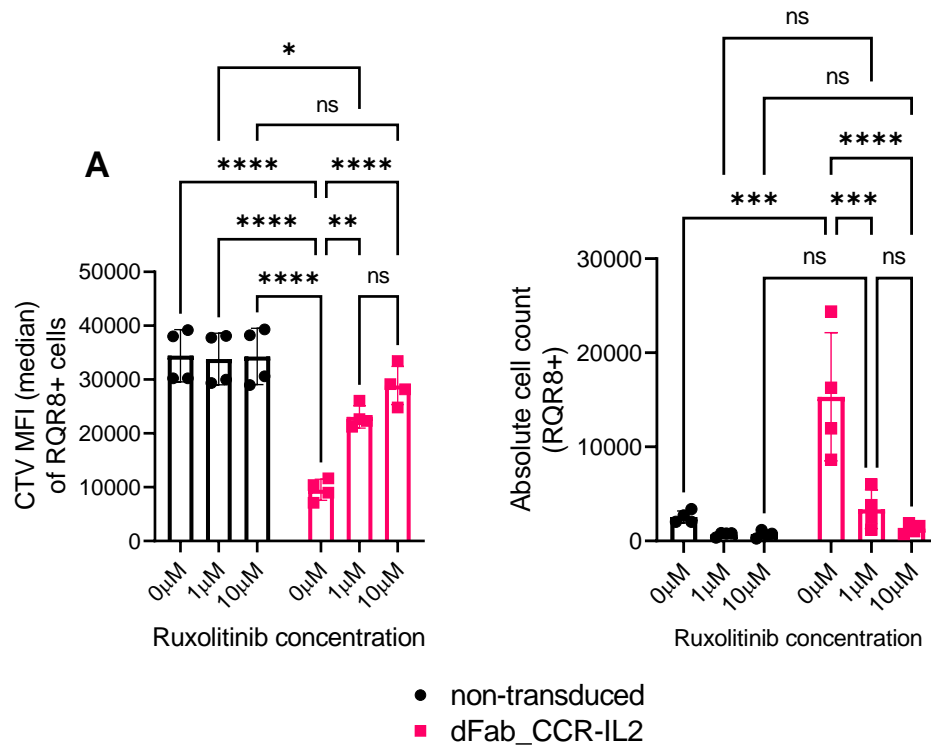 A
*
ns
**** ****
**** **
**** ns
50000
40000
30000
20000
10000
0
CTV MFI (median)
of RQR8+ cells
0μM 1μM 10μM 0μM 1μM 10μM
Ruxolitinib concentration
ns
ns
****
*** ***
ns ns
30000
20000
10000
0
Absolute cell count
(RQR8+)
0μM 1μM 10μM 0μM 1μM 10μM
Ruxolitinib concentration
non-transduced
dFab_CCR-IL2